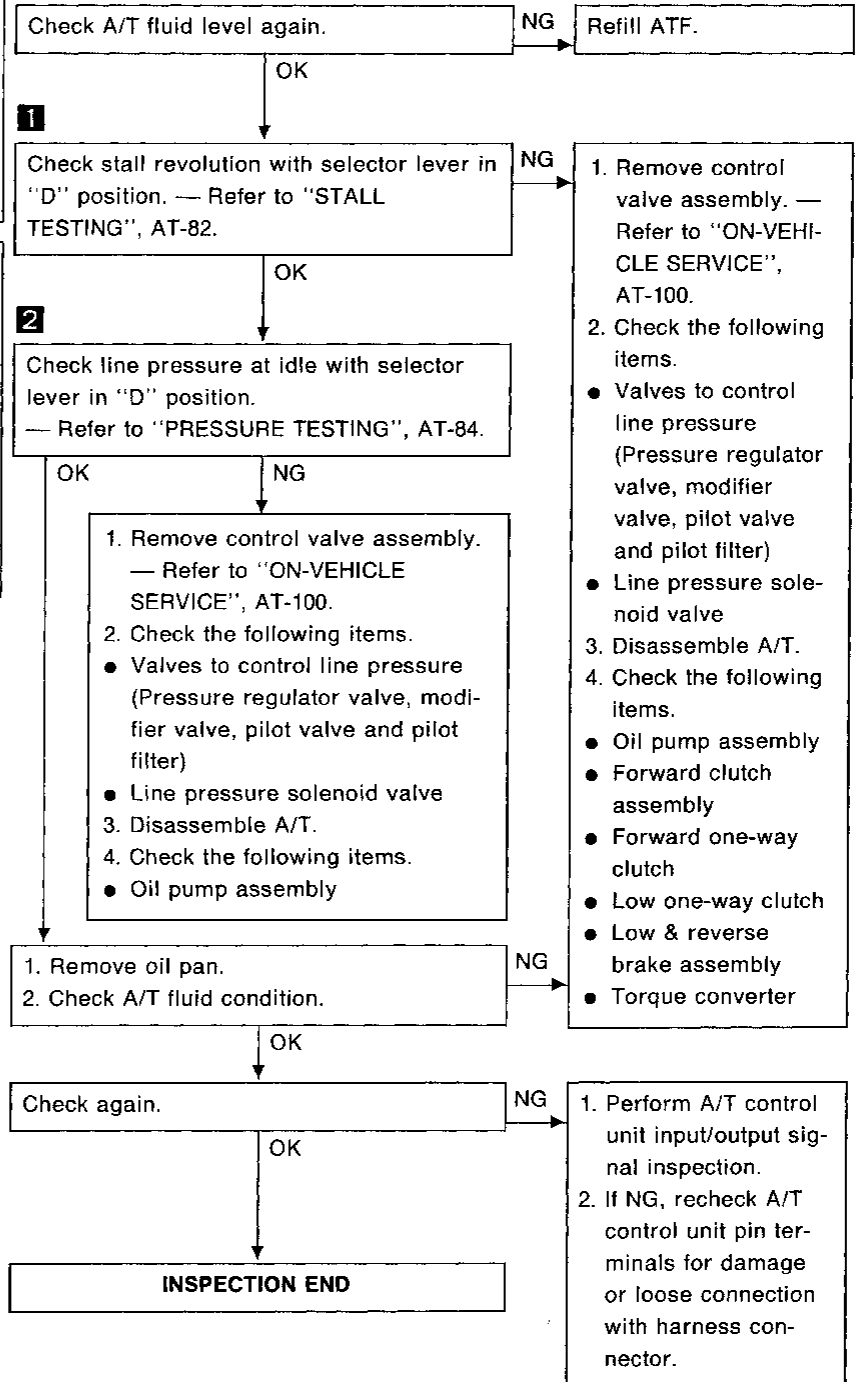 Check A/T fluid level again.
NG
Refill ATF.
OK
1
Check stall revolution with selector lever in
"D" position. — Refer to "STALL
TESTING", AT-82.
NG
OK
1. Remove control
valve assembly. —
Refer to "ON-VEHI-
CLE SERVICE",
AT-100.
2. Check the following
items.
● Valves to control
line pressure
(Pressure regulator
valve, modifier
valve, pilot valve
and pilot filter)
● Line pressure sole-
noid valve
3. Disassemble A/T.
4. Check the following
items.
● Oil pump assembly
● Forward clutch
assembly
● Forward one-way
clutch
● Low one-way clutch
● Low & reverse
brake assembly
● Torque converter
2
Check line pressure at idle with selector
lever in "D" position.
— Refer to "PRESSURE TESTING", AT-84.
OK
NG
1. Remove control valve assembly.
— Refer to "ON-VEHICLE
SERVICE", AT-100.
2. Check the following items.
● Valves to control line pressure
(Pressure regulator valve, modi-
fier valve, pilot valve and pilot
filter)
● Line pressure solenoid valve
3. Disassemble A/T.
4. Check the following items.
● Oil pump assembly
1. Remove oil pan.
2. Check A/T fluid condition.
NG
OK
Check again.
NG
OK
1. Perform A/T control
unit input/output sig-
nal inspection.
2. If NG, recheck A/T
control unit pin ter-
minals for damage
or loose connection
with harness con-
nector.
INSPECTION END